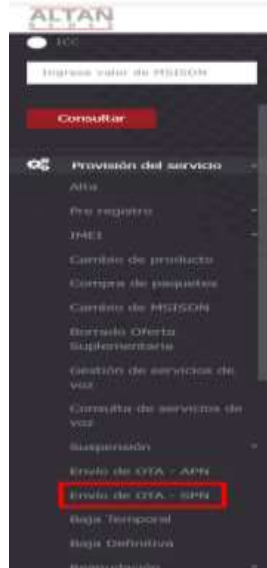 ALTAN
REDES
ICC
Ingrese valor de MSISDN
Consultar
Provisión del servicio
Alta
Pre registro
IMEI
Cambio de producto
Compra de paquetes
Cambio de MSISDN
Borrado Oferta
Suplementaria
Gestión de servicios de
voz
Consulta de servicios de
voz
Suspensión
Envío de OTA - APN
Envío de OTA - SPN
Baja Temporal
Baja Definitiva
Reanudación